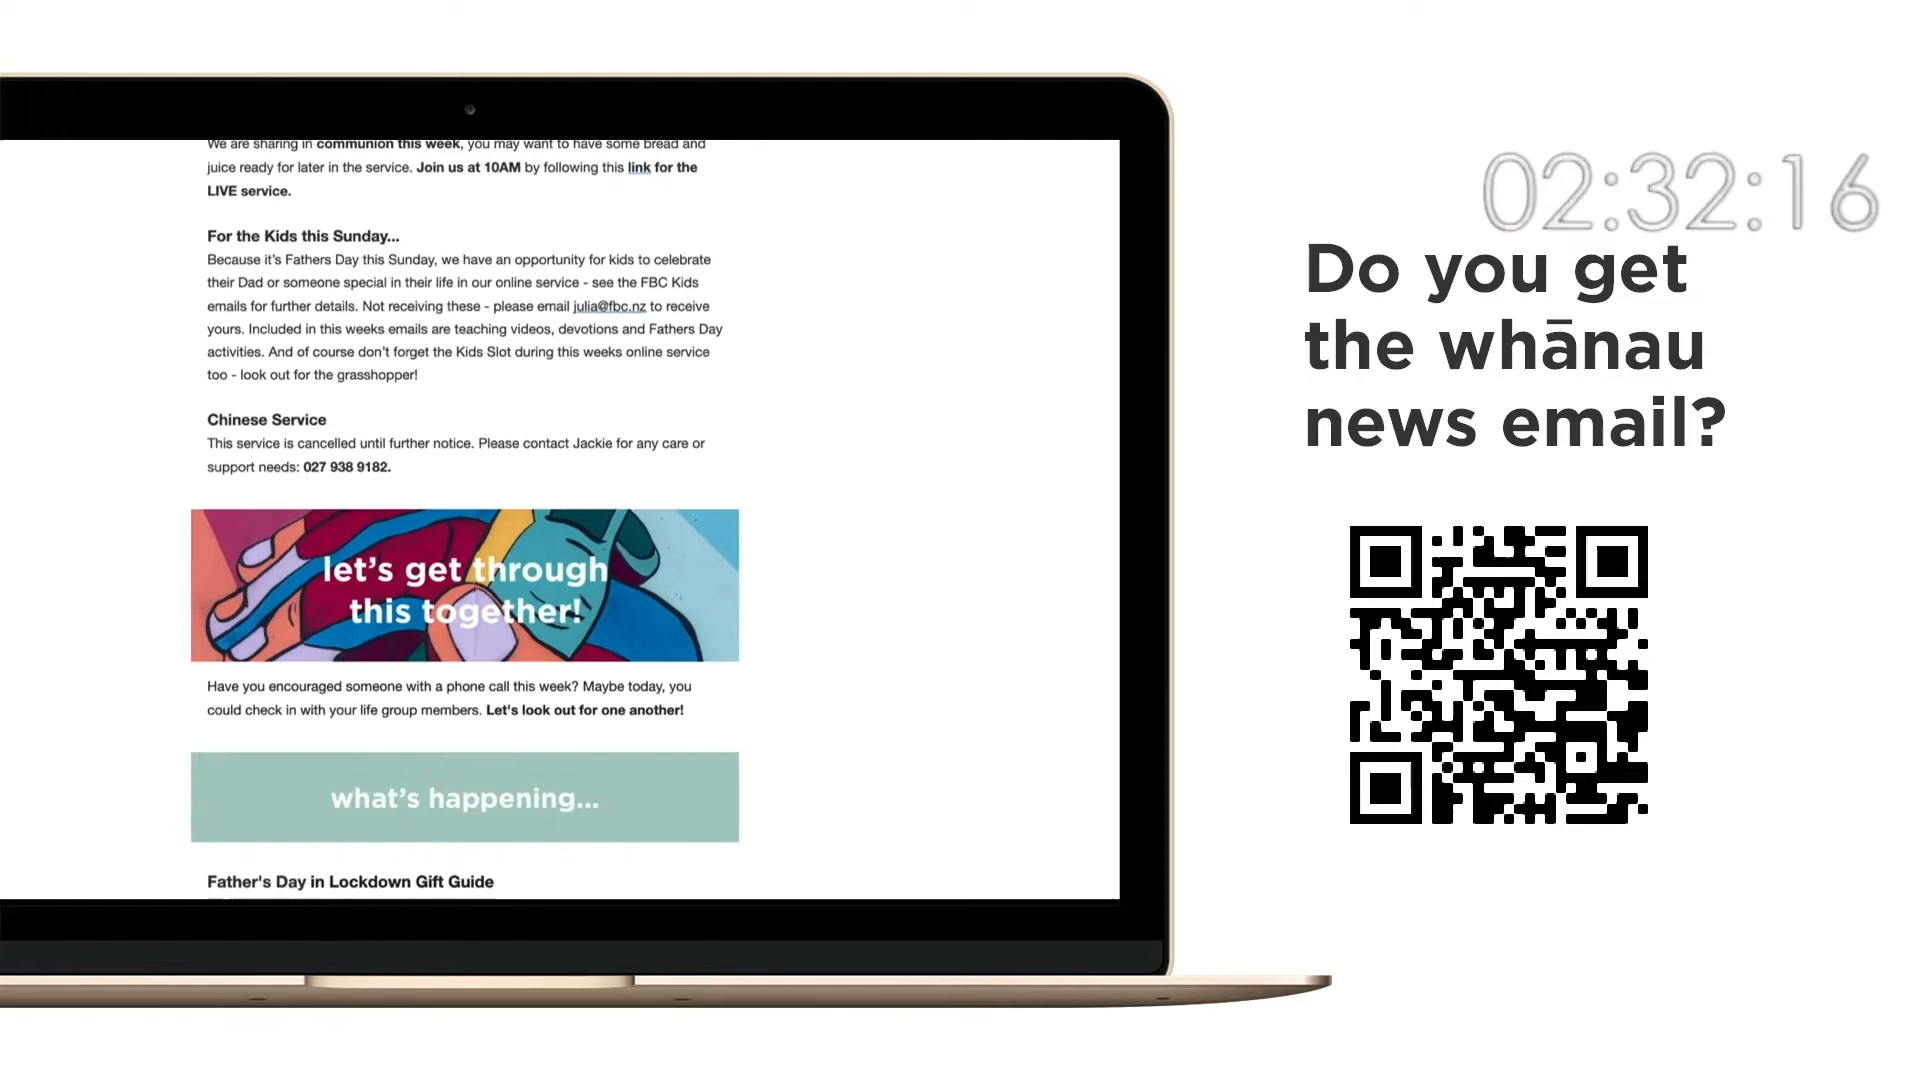 We are sharing in communion this week, you may want to have some bread and
juice ready for later in the service. Join us at 10AM by following this link for the
LIVE service.
For the Kids this Sunday...
Because it's Fathers Day this Sunday, we have an opportunity for kids to celebrate
their Dad or someone special in their life in our online service - see the FBC Kids
emails for further details. Not receiving these - please email julia@fbc.nz to receive
yours. Included in this weeks emails are teaching videos, devotions and Fathers Day
activities. And of course don't forget the Kids Slot during this weeks online service
too - look out for the grasshopper!
Chinese Service
This service is cancelled until further notice. Please contact Jackie for any care or
support needs: 027 938 9182.
let's get through
this together!
Have you encouraged someone with a phone call this week? Maybe today, you
could check in with your life group members. Let's look out for one another!
what's happening...
Father's Day in Lockdown Gift Guide
02:32:16
Do you get
the whānau
news email?